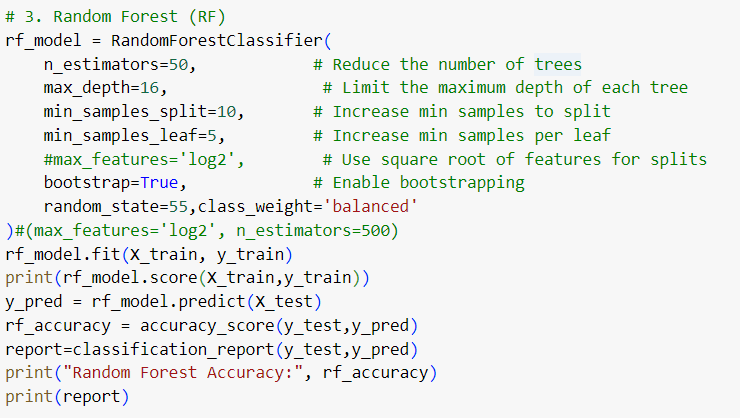 # 3. Random Forest (RF)
rf_model = RandomForestClassifier(
    n_estimators=50,            # Reduce the number of trees
    max_depth=16,                # Limit the maximum depth of each tree
    min_samples_split=10,       # Increase min samples to split
    min_samples_leaf=5,         # Increase min samples per leaf
    #max_features='log2',        # Use square root of features for splits
    bootstrap=True,             # Enable bootstrapping
    random_state=55,class_weight='balanced'
)#(max_features='log2', n_estimators=500)
rf_model.fit(X_train, y_train)
print(rf_model.score(X_train,y_train))
y_pred = rf_model.predict(X_test)
rf_accuracy = accuracy_score(y_test,y_pred)
report=classification_report(y_test,y_pred)
print("Random Forest Accuracy:", rf_accuracy)
print(report)